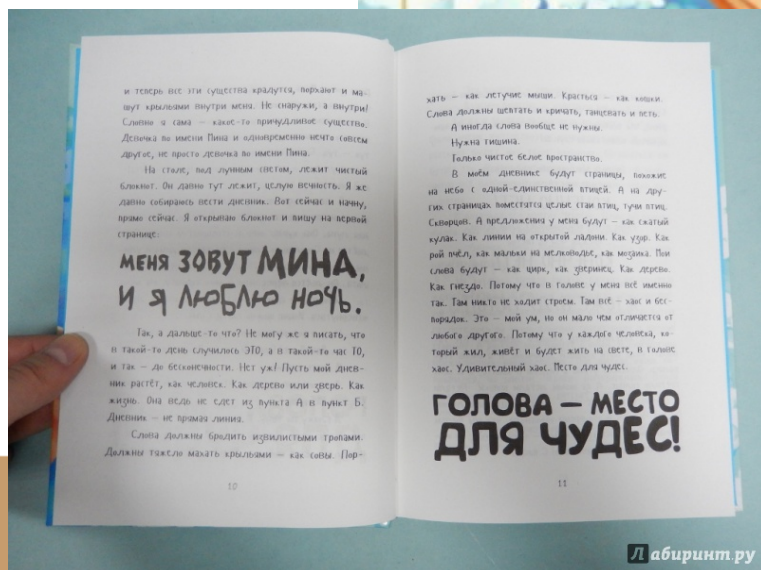 и теперь все эти существа крадутся, порхают и ма-
шут крыльями внутри меня. Не снаружи, а внутри!
Словно я сама – какое-то причудливое существо.
Девочка по имени Мина и одновременно нечто совсем
другое, не просто девочка по имени Мина.
На столе, под лунным светом, лежит чистый
блокнот. Он давно тут лежит, целую вечность. Я же
давно собираюсь вести дневник. Вот сейчас и начну,
прямо сейчас. Я открываю блокнот и пишу на первой
странице:
МЕНЯ ЗОВУТ МИНА,
И Я ЛЮБЛЮ НОЧЬ.
Так, а дальше-то что? Не могу же я писать, что
в такой-то день случилось ЭТО, а в такой-то час ТО,
и так – до бесконечности. Нет уж! Пусть мой днев-
ник растёт, как человек. Как дерево или зверь. Как
жизнь. Она ведь не едет из пункта А в пункт Б.
Дневник – не прямая линия.
Слова должны бродить извилистыми тропами.
Должны тяжело махать крыльями – как совы. Пор-
10
хать – как летучие мыши. Красться – как кошки.
Слова должны шептать и кричать, танцевать и петь.
А иногда слова вообще не нужны.
Нужна тишина.
Только чистое белое пространство.
В моём дневнике будут страницы, похожие
на небо с одной-единственной птицей. А на дру-
гих страницах поместятся целые стаи птиц, тучи птиц.
Скворцов. А предложения у меня будут – как сжатый
кулак. Как линии на открытой ладони. Как узор. Как
рой пчёл, как мальки на мелководье, как мозаика. Мои
слова будут – как цирк, как зверинец. Как дерево.
Как гнездо. Потому что в голове у меня всё именно
так. Там никто не ходит строем. Там всё – хаос и бес-
порядок. Это – мой ум, но он мало чем отличается от
любого другого. Потому что у каждого человека, ко-
торый жил, живёт и будет жить на свете, в голове
хаос. Удивительный хаос. Место для чудес.
ГОЛОВА – МЕСТО
ДЛЯ ЧУДЕС!
11
Лабиринт.ру